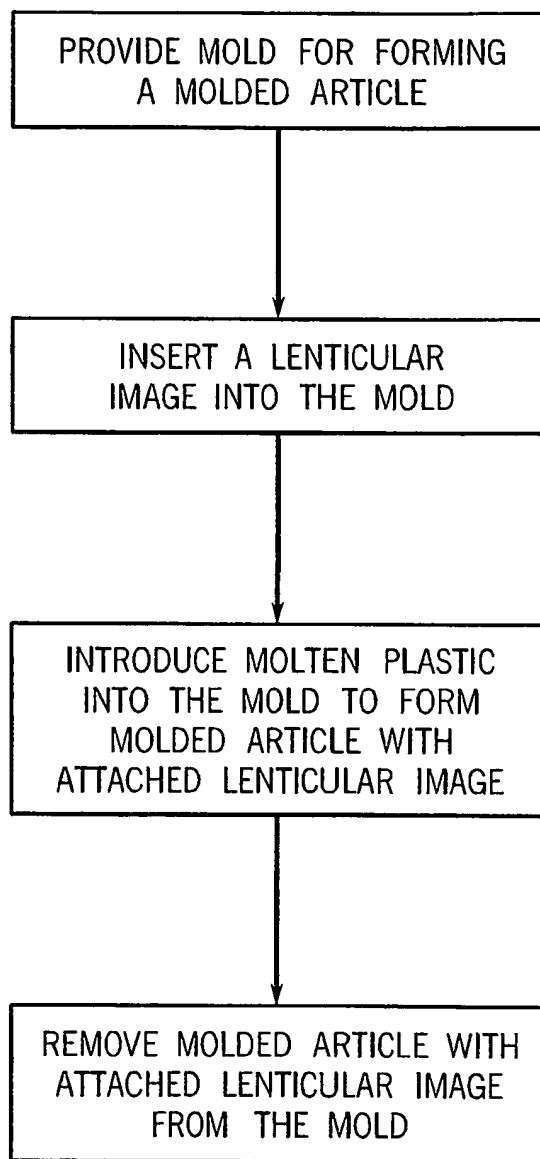 PROVIDE MOLD FOR FORMING
A MOLDED ARTICLE
INSERT A LENTICULAR
IMAGE INTO THE MOLD
INTRODUCE MOLTEN PLASTIC
INTO THE MOLD TO FORM
MOLDED ARTICLE WITH
ATTACHED LENTICULAR IMAGE
REMOVE MOLDED ARTICLE WITH
ATTACHED LENTICULAR IMAGE
FROM THE MOLD